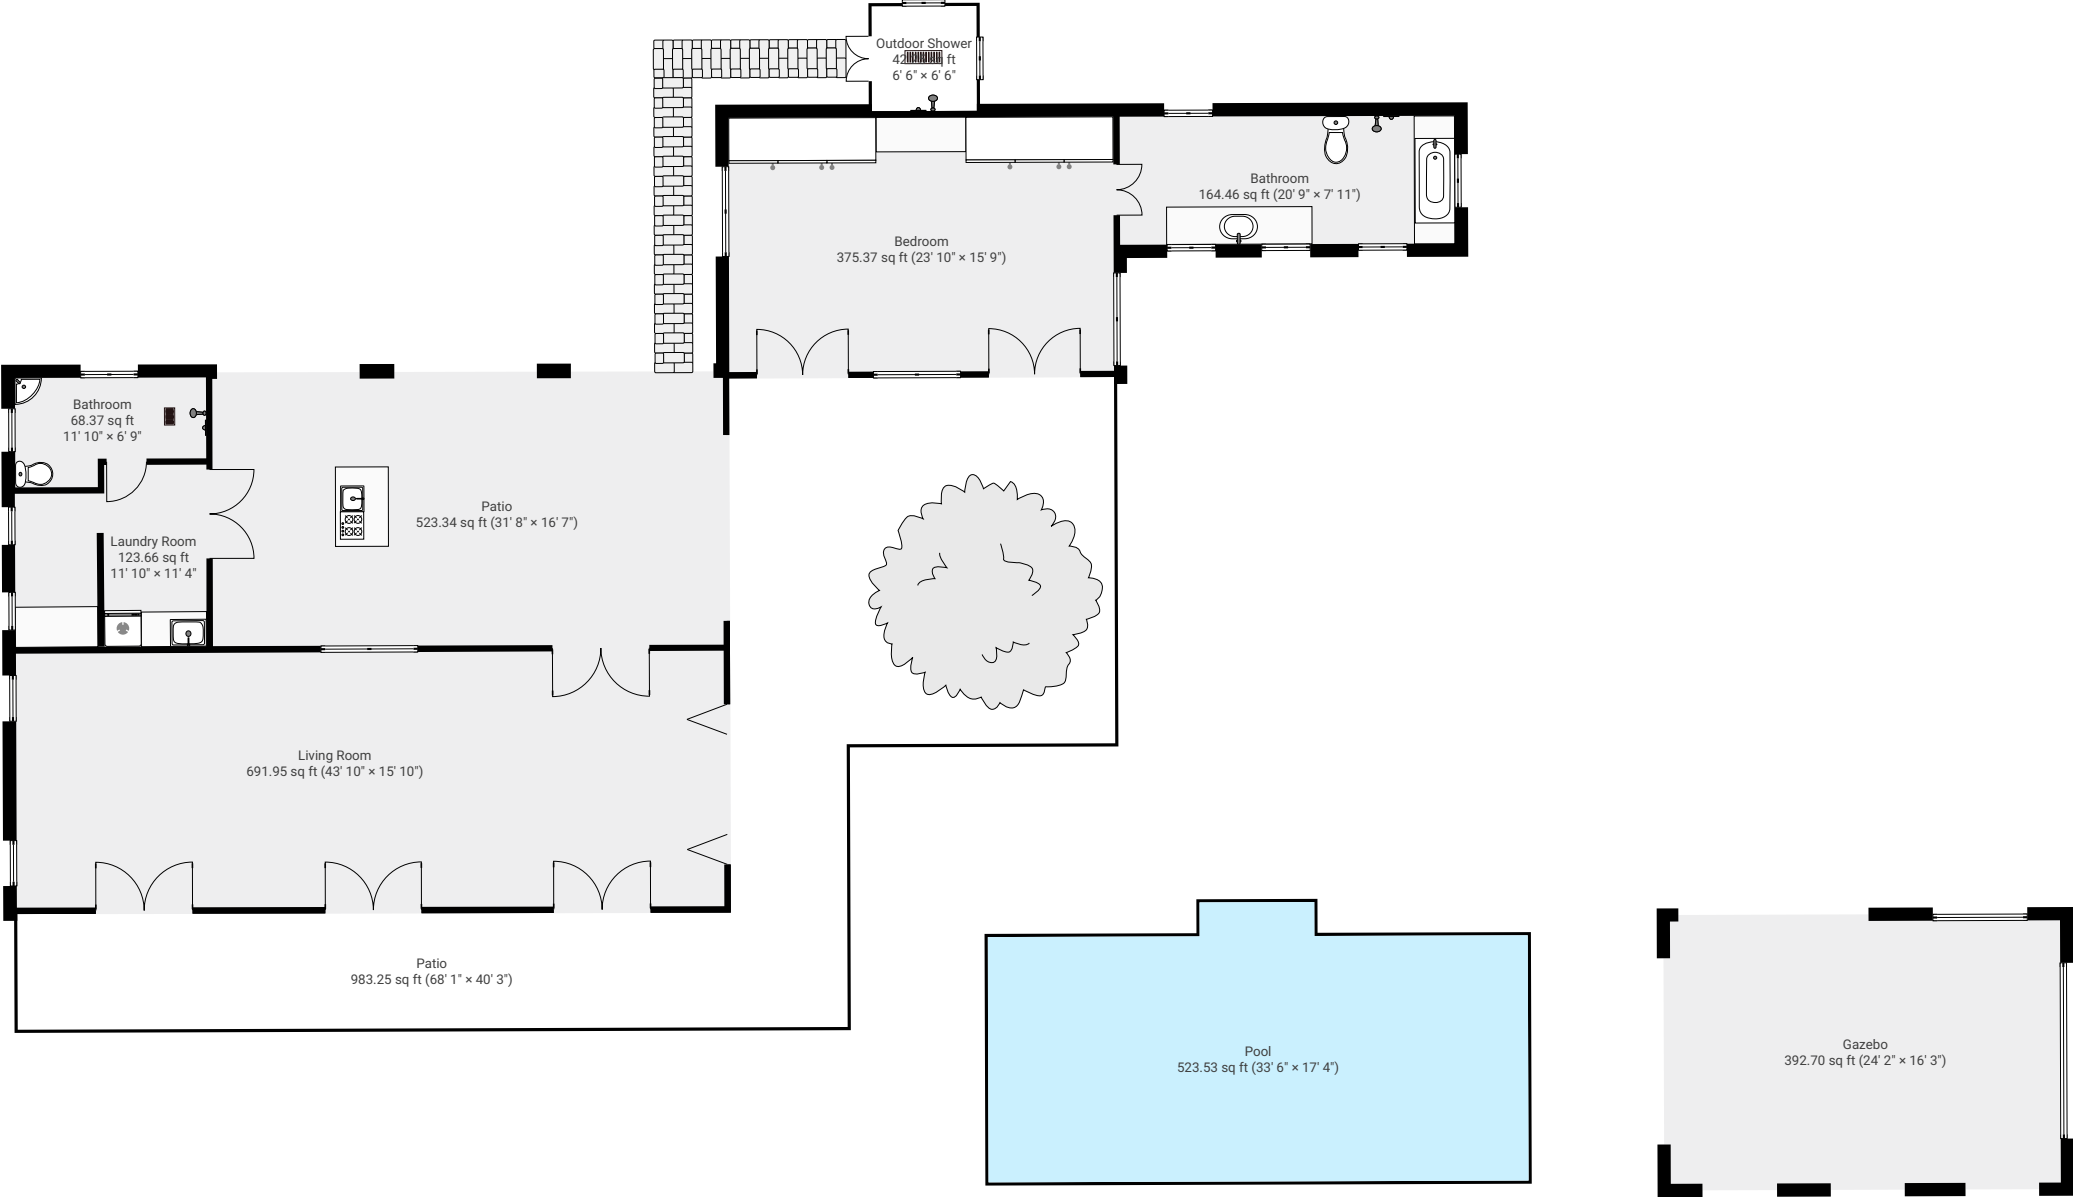 Outdoor Shower
42 ft
6' 6" × 6' 6"
Bathroom
164.46 sq ft (20' 9" × 7' 11")
Bedroom
375.37 sq ft (23' 10" × 15' 9")
Bathroom
68.37 sq ft
11' 10" × 6' 9"
Patio
523.34 sq ft (31' 8" × 16' 7")
Laundry Room
123.66 sq ft
11' 10" × 11' 4"
Living Room
691.95 sq ft (43' 10" × 15' 10")
Patio
983.25 sq ft (68' 1" × 40' 3")
Pool
523.53 sq ft (33' 6" × 17' 4")
Gazebo
392.70 sq ft (24' 2" × 16' 3")